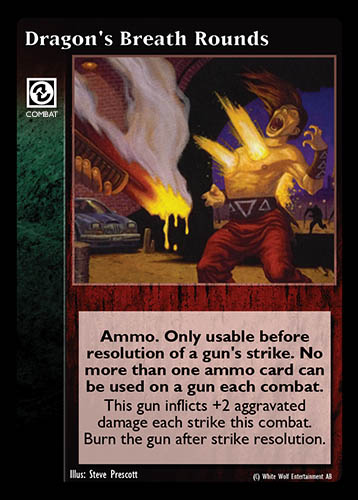 Dragon's Breath Rounds
COMBAT
Ammo. Only usable before
resolution of a gun's strike. No
more than one ammo card can
be used on a gun each combat.
This gun inflicts +2 aggravated
damage each strike this combat.
Burn the gun after strike resolution.
Illus: Steve Prescott
(C) White Wolf Entertainment AB